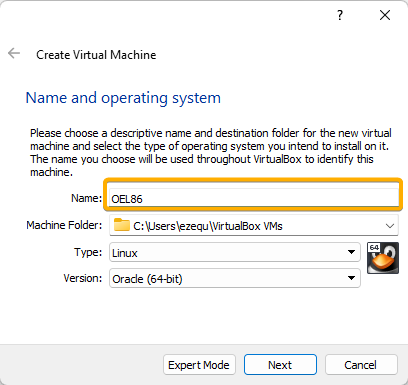 ?
Create Virtual Machine
Name and operating system
Please choose a descriptive name and destination folder for the new virtual
machine and select the type of operating system you intend to install on it.
The name you choose will be used throughout VirtualBox to identify this
machine.
Name: OEL86
Machine Folder: C:\Users\ezequ\VirtualBox VMs
Type: Linux
64
Version: Oracle (64-bit)
Expert Mode Next Cancel